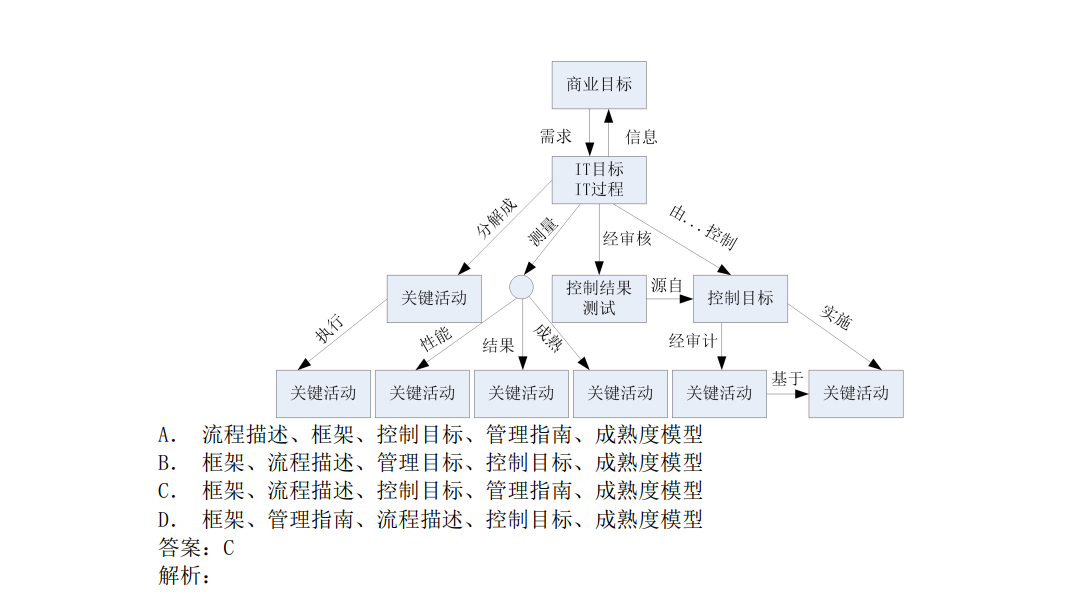 商业目标
需求
信息
IT目标
IT过程
分解成
测量
经审核
由...控制
关键活动
控制结果
测试
源自
控制目标
执行
性能
结果
成熟
经审计
实施
关键活动
关键活动
关键活动
关键活动
关键活动
基于
关键活动
A. 流程描述、框架、控制目标、管理指南、成熟度模型
B. 框架、流程描述、管理目标、控制目标、成熟度模型
C. 框架、流程描述、控制目标、管理指南、成熟度模型
D. 框架、管理指南、流程描述、控制目标、成熟度模型
答案：C
解析：